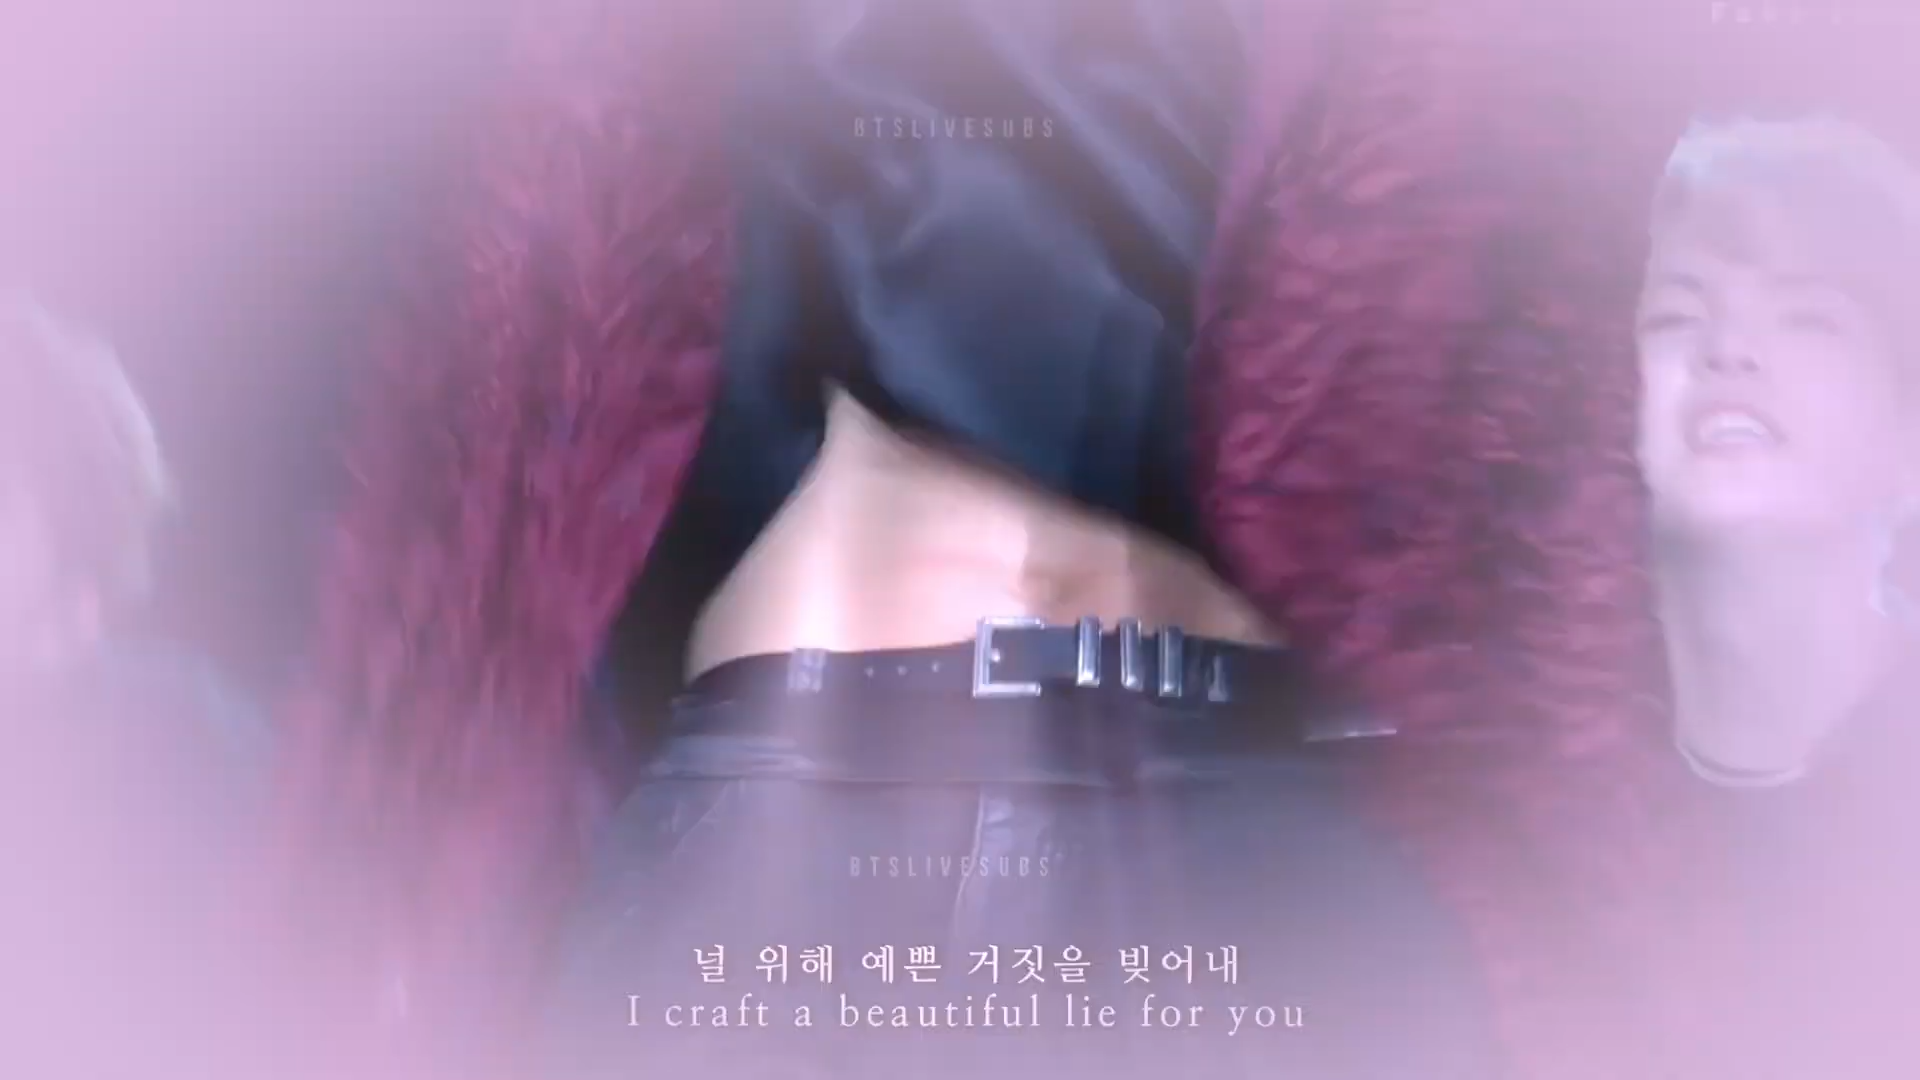 BTSLIVESUBS
BTSLIVESUBS
널 위해 예쁜 거짓을 빚어내
I craft a beautiful lie for you